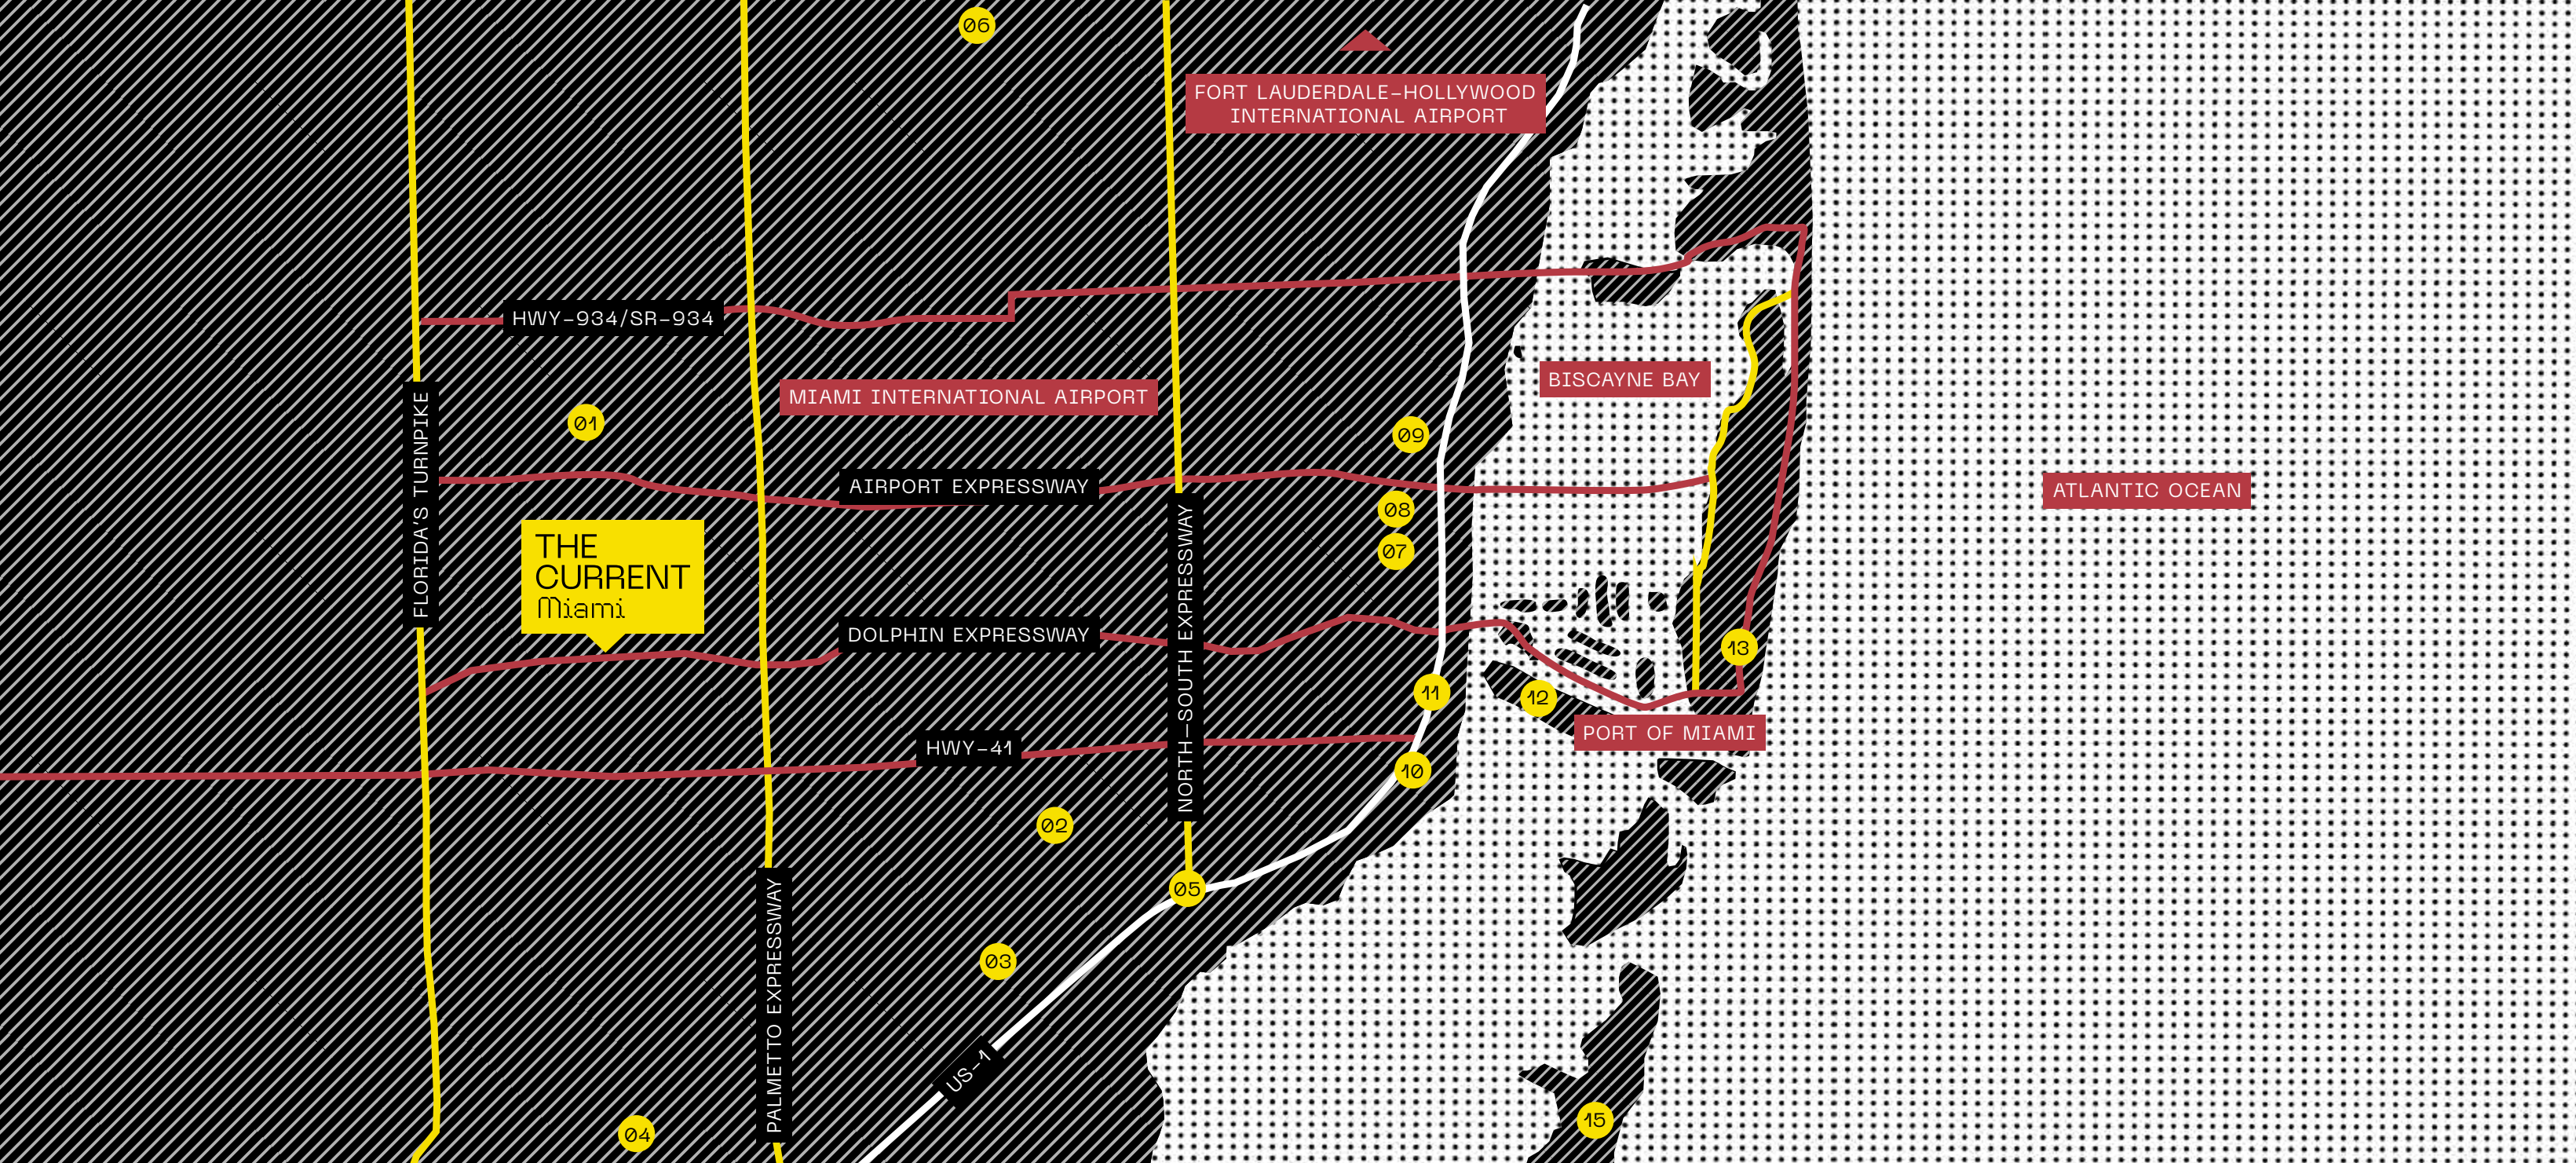 06
FORT LAUDERDALE-HOLLYWOOD
INTERNATIONAL AIRPORT
HWY-934/SR-934
MIAMI INTERNATIONAL AIRPORT
BISCAYNE BAY
01
09
FLORIDA'S TURNPIKE
AIRPORT EXPRESSWAY
ATLANTIC OCEAN
08
07
THE
CURRENT
Miami
NORTH—SOUTH EXPRESSWAY
DOLPHIN EXPRESSWAY
13
11
12
PORT OF MIAMI
HWY-41
10
02
05
03
PALMETTO EXPRESSWAY
US-1
04
15